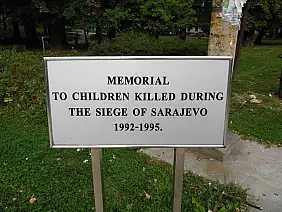 MEMORIAL
TO CHILDREN KILLED DURING
THE SIEGE OF SARAJEVO
1992-1995.